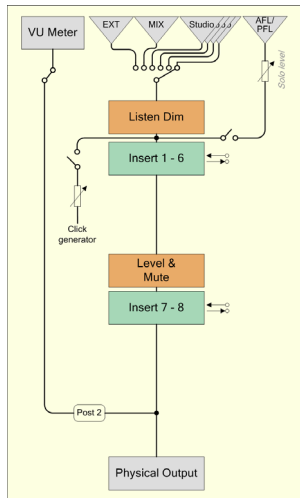 VU Meter
EXT
MIX
Studio
AFL/
PFL
Solo level
Listen Dim
Insert 1 - 6
Click
generator
Level &
Mute
Insert 7 - 8
Post 2
Physical Output